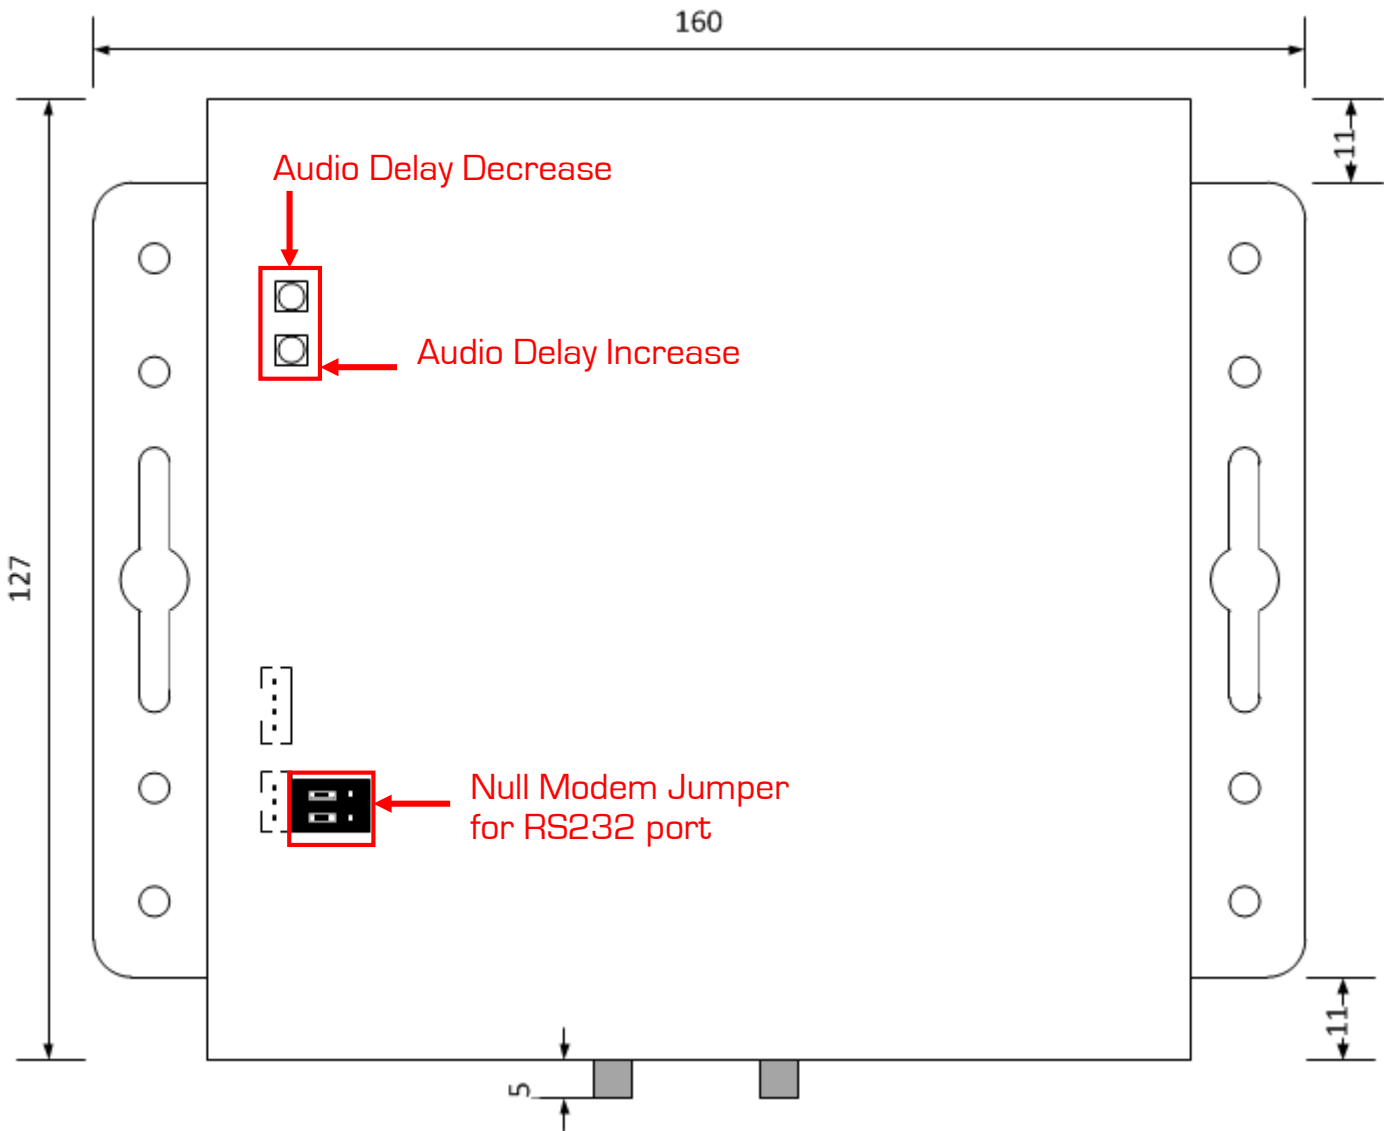 160
11
Audio Delay Decrease
Audio Delay Increase
127
Null Modem Jumper
for RS232 port
11
5